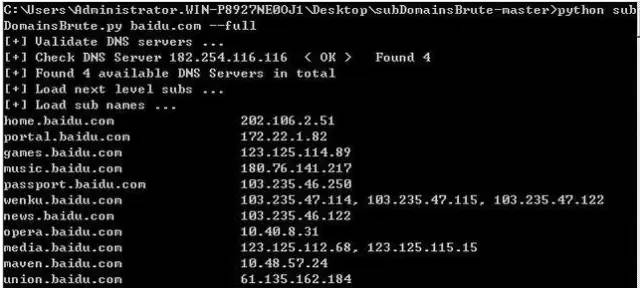 C:\Users\Administrator.WIN-P8927NE0OJ1\Desktop\subDomainsBrute-master>python sub
DomainsBrute.py baidu.com --full
[+] Validate DNS servers ...
[+] Check DNS Server 182.254.116.116 < OK > Found 4
[+] Found 4 available DNS Servers in total
[+] Load next level subs ...
[+] Load sub names ...
home.baidu.com 202.106.2.51
portal.baidu.com 172.22.1.82
games.baidu.com 123.125.114.89
music.baidu.com 180.76.141.217
passport.baidu.com 103.235.46.250
wenku.baidu.com 103.235.47.114, 103.235.47.115, 103.235.47.122
news.baidu.com 103.235.46.122
opera.baidu.com 10.40.8.31
media.baidu.com 123.125.112.68, 123.125.115.15
maven.baidu.com 10.48.57.24
union.baidu.com 61.135.162.184